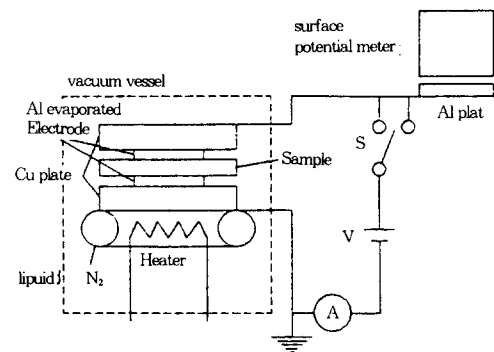 surface
potential meter
vacuum vessel
Al evaporated
Electrode
Al plat
S
Sample
Cu plate
V
Heater
lipuid
N₂
A